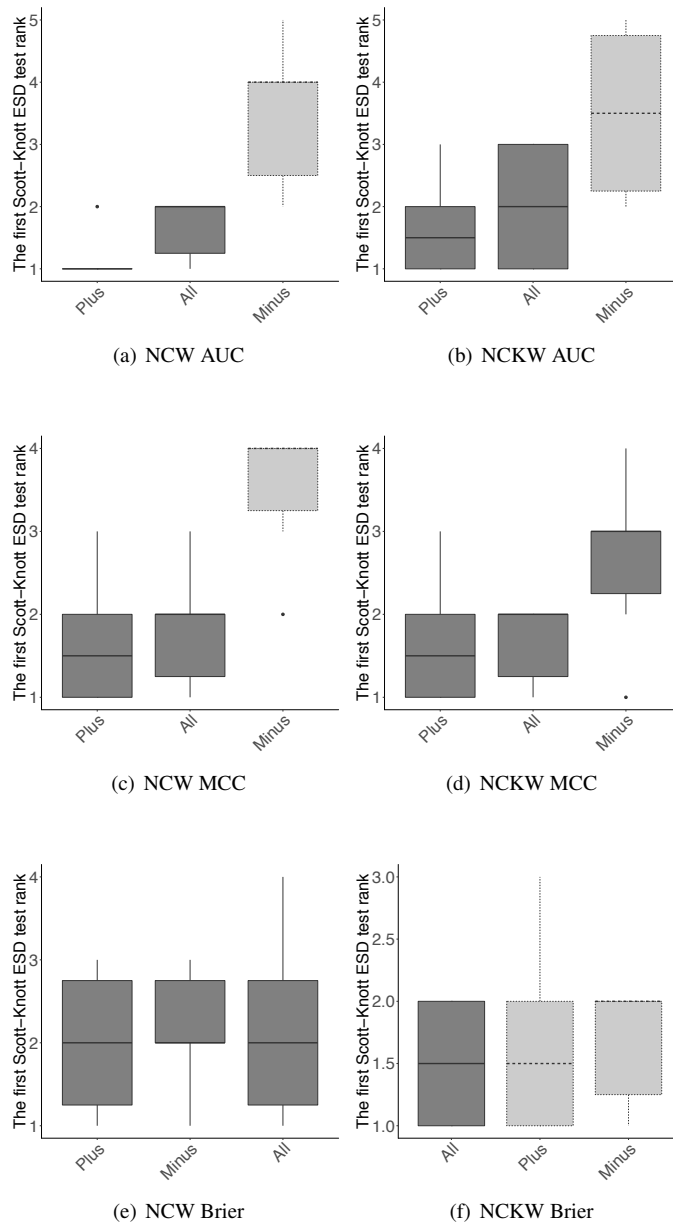 The first Scott-Knott ESD test rank
5
4
3
2
1
Plus
All
Minus
(a) NCW AUC
The first Scott-Knott ESD test rank
5
4
3
2
1
Plus
All
Minus
(b) NCKW AUC
The first Scott-Knott ESD test rank
4
3
2
1
Plus
All
Minus
(c) NCW MCC
The first Scott-Knott ESD test rank
4
3
2
1
Plus
All
Minus
(d) NCKW MCC
The first Scott-Knott ESD test rank
4
3
2
1
Plus
Minus
All
(e) NCW Brier
The first Scott-Knott ESD test rank
3.0
2.5
2.0
1.5
1.0
All
Plus
Minus
(f) NCKW Brier